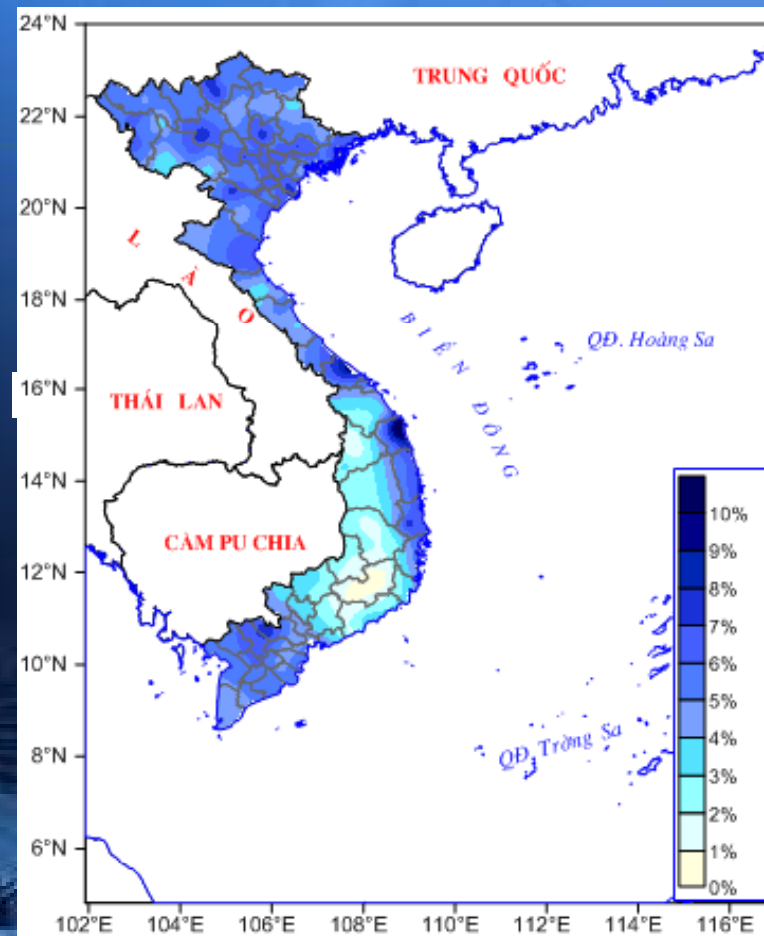 24°N
TRUNG QUỐC
22°N
20°N
L À O
18°N
BIỂN ĐÔNG
QĐ. Hoàng Sa
16°N
THÁI LAN
14°N
CÀM PU CHIA
12°N
10°N
QĐ. Trờng Sa
8°N
6°N
10%
9%
8%
7%
6%
5%
4%
3%
2%
1%
0%
102°E 104°E 106°E 108°E 110°E 112°E 114°E 116°E